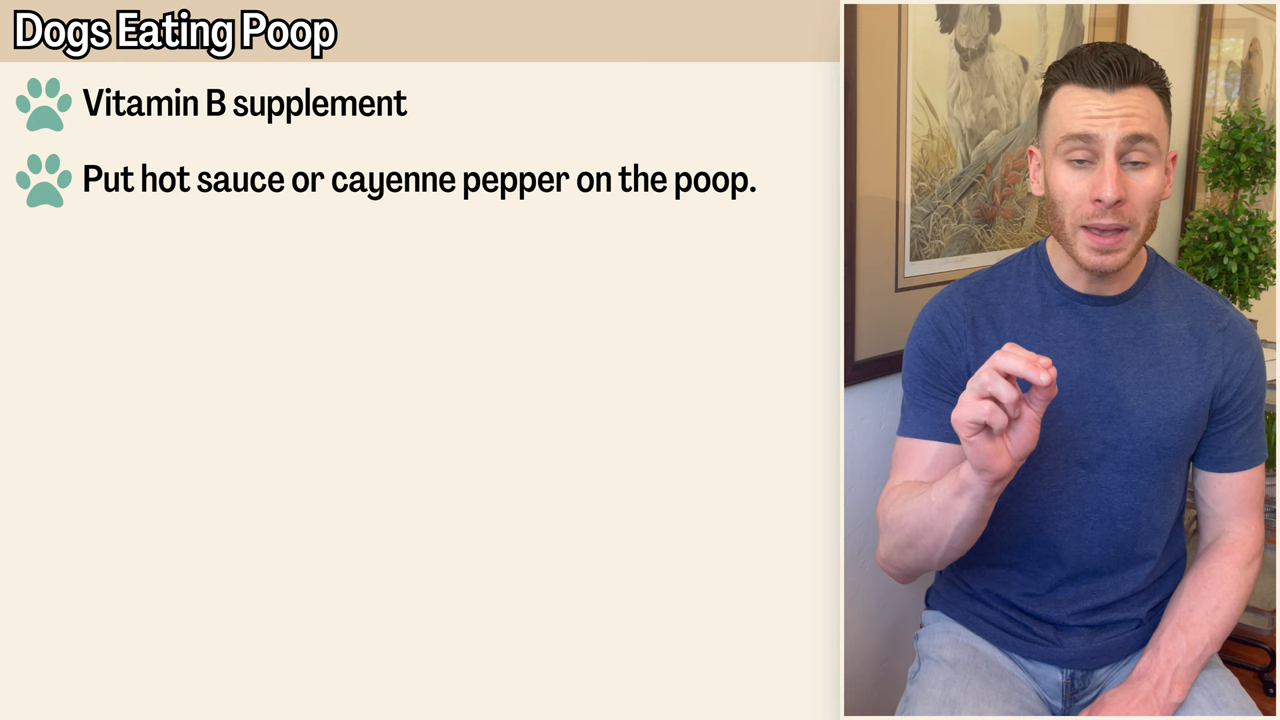 Dogs Eating Poop
Vitamin B supplement
Put hot sauce or cayenne pepper on the poop.